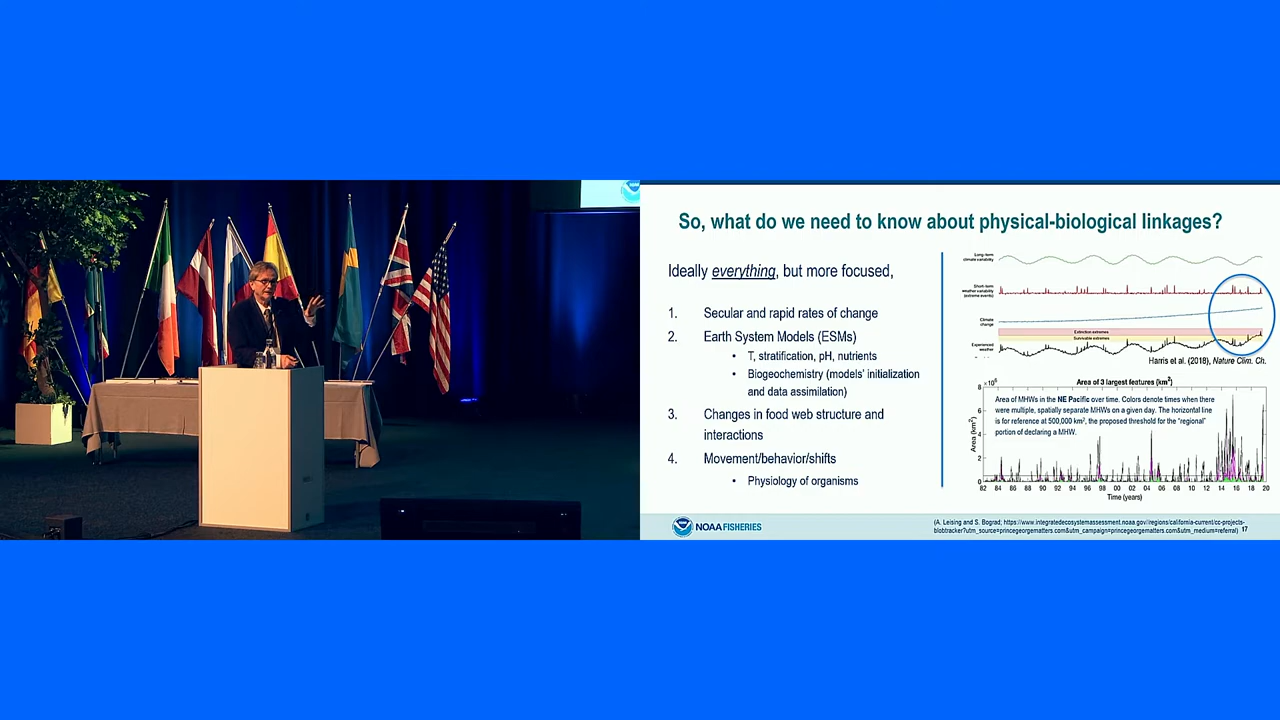 So, what do we need to know about physical-biological linkages?
Ideally everything, but more focused,
1. Secular and rapid rates of change
2. Earth System Models (ESMs)
• T, stratification, pH, nutrients
• Biogeochemistry (models' initialization
and data assimilation)
3. Changes in food web structure and
interactions
4. Movement/behavior/shifts
• Physiology of organisms
Long-term
climate variability
Short-term
weather variability
(extreme events)
Climate
change
Extinction extremes
Survivable extremes
Experienced
weather
Harris et al. (2018), Nature Clim. Ch.
Area of 3 largest features (km²)
Area of MHWs in the NE Pacific over time. Colors denote times when there
were multiple, spatially separate MHWs on a given day. The horizontal line
is for reference at 500,000 km², the proposed threshold for the "regional"
portion of declaring a MHW.
Area (km²)
8
6
4
2
0
82 84 86 88 90 92 94 96 98 00 02 04 06 08 10 12 14 16 18 20
Time (years)
NOAA FISHERIES
(A. Leising and S. Bograd; https://www.integratedecosystemassessment.noaa.gov//regions/california-current/cc-projects-
blobtracker?utm_source=princegeorgematters.com&utm_campaign=princegeorgematters.com&utm_medium=referral) 17